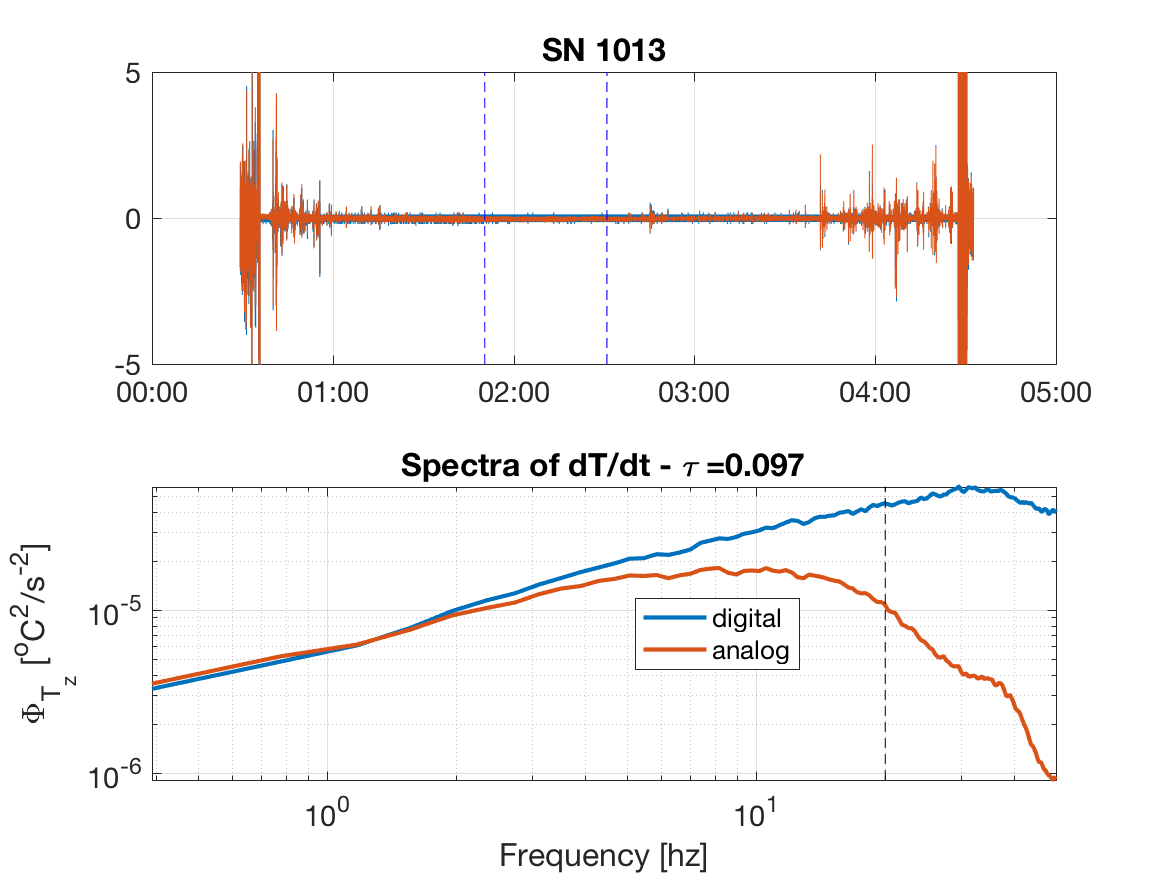 SN 1013
5
0
-5
00:00 01:00 02:00 03:00 04:00 05:00
Spectra of dT/dt - τ =0.097
Φ_{T_z} [°C²/s⁻²]
10⁻⁵
10⁻⁶
digital
analog
10⁰ 10¹
Frequency [hz]